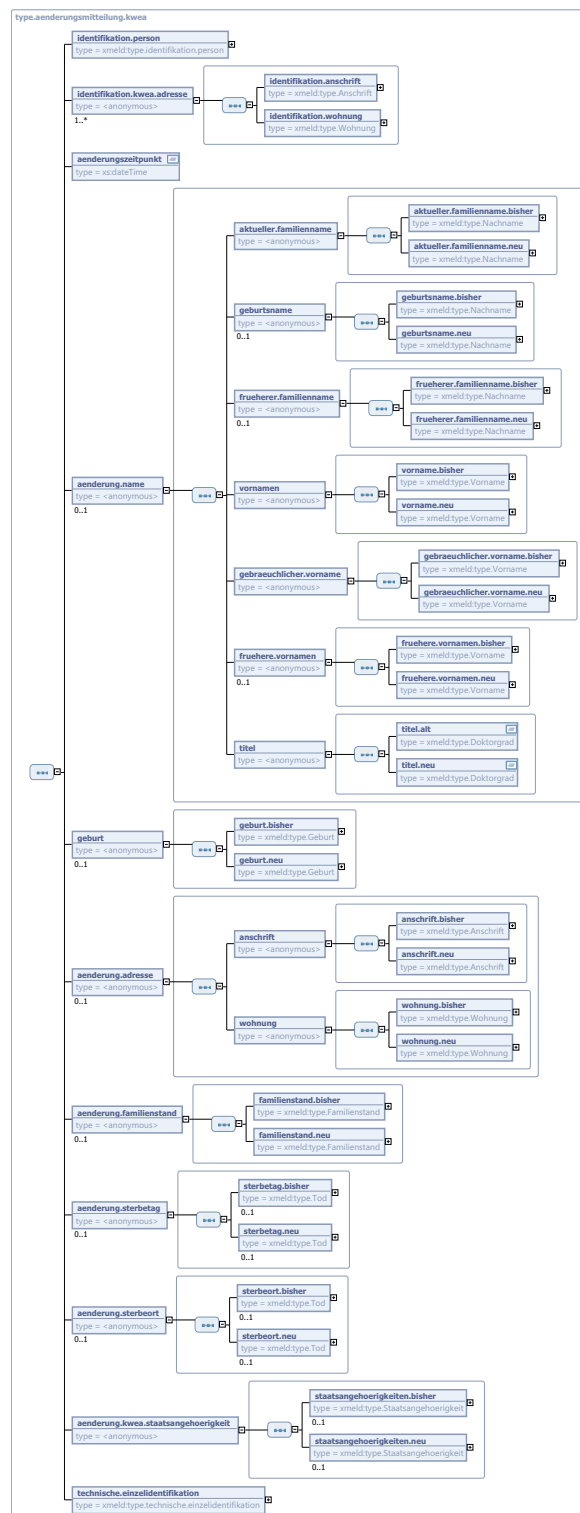 type.aenderungsmitteilung.kwea
identifikation.person
type = xmeld:type.identifikation.person
identifikation.kwea.adresse
type = <anonymous>
1..*
identifikation.anschrift
type = xmeld:type.Anschrift
identifikation.wohnung
type = xmeld:type.Wohnung
aenderungszeitpunkt
type = xs:dateTime
aenderung.name
type = <anonymous>
0..1
aktueller.familienname
type = <anonymous>
aktueller.familienname.bisher
type = xmeld:type.Nachname
aktueller.familienname.neu
type = xmeld:type.Nachname
geburtsname
type = <anonymous>
0..1
geburtsname.bisher
type = xmeld:type.Nachname
geburtsname.neu
type = xmeld:type.Nachname
frueherer.familienname
type = <anonymous>
0..1
frueherer.familienname.bisher
type = xmeld:type.Nachname
frueherer.familienname.neu
type = xmeld:type.Nachname
vornamen
type = <anonymous>
vorname.bisher
type = xmeld:type.Vorname
vorname.neu
type = xmeld:type.Vorname
gebraeuchlicher.vorname
type = <anonymous>
gebraeuchlicher.vorname.bisher
type = xmeld:type.Vorname
gebraeuchlicher.vorname.neu
type = xmeld:type.Vorname
fruehere.vornamen
type = <anonymous>
0..1
fruehere.vornamen.bisher
type = xmeld:type.Vorname
fruehere.vornamen.neu
type = xmeld:type.Vorname
titel
type = <anonymous>
titel.alt
type = xmeld:type.Doktorgrad
titel.neu
type = xmeld:type.Doktorgrad
geburt
type = <anonymous>
0..1
geburt.bisher
type = xmeld:type.Geburt
geburt.neu
type = xmeld:type.Geburt
aenderung.adresse
type = <anonymous>
0..1
anschrift
type = <anonymous>
anschrift.bisher
type = xmeld:type.Anschrift
anschrift.neu
type = xmeld:type.Anschrift
wohnung
type = <anonymous>
wohnung.bisher
type = xmeld:type.Wohnung
wohnung.neu
type = xmeld:type.Wohnung
aenderung.familienstand
type = <anonymous>
0..1
familienstand.bisher
type = xmeld:type.Familienstand
familienstand.neu
type = xmeld:type.Familienstand
aenderung.sterbetag
type = <anonymous>
0..1
sterbetag.bisher
type = xmeld:type.Tod
0..1
sterbetag.neu
type = xmeld:type.Tod
0..1
aenderung.sterbeort
type = <anonymous>
0..1
sterbeort.bisher
type = xmeld:type.Tod
0..1
sterbeort.neu
type = xmeld:type.Tod
0..1
aenderung.kwea.staatsangehoerigkeit
type = <anonymous>
staatsangehoerigkeiten.bisher
type = xmeld:type.Staatsangehoerigkeit
0..1
staatsangehoerigkeiten.neu
type = xmeld:type.Staatsangehoerigkeit
0..1
technische.einzelidentifikation
type = xmeld:type.technische.einzelidentifikation